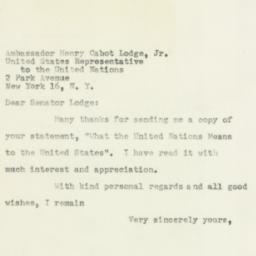 Ambassador Henry Cabot Lodge, Jr.
United States Representative
to the United Nations
2 Park Avenue
New York 16, N. Y.
Dear Senator Lodge:
Many thanks for sending me a copy of
your statement, "What the United Nations Means
to the United States". I have read it with
much interest and appreciation.
With kind personal regards and all good
wishes, I remain
Very sincerely yours,